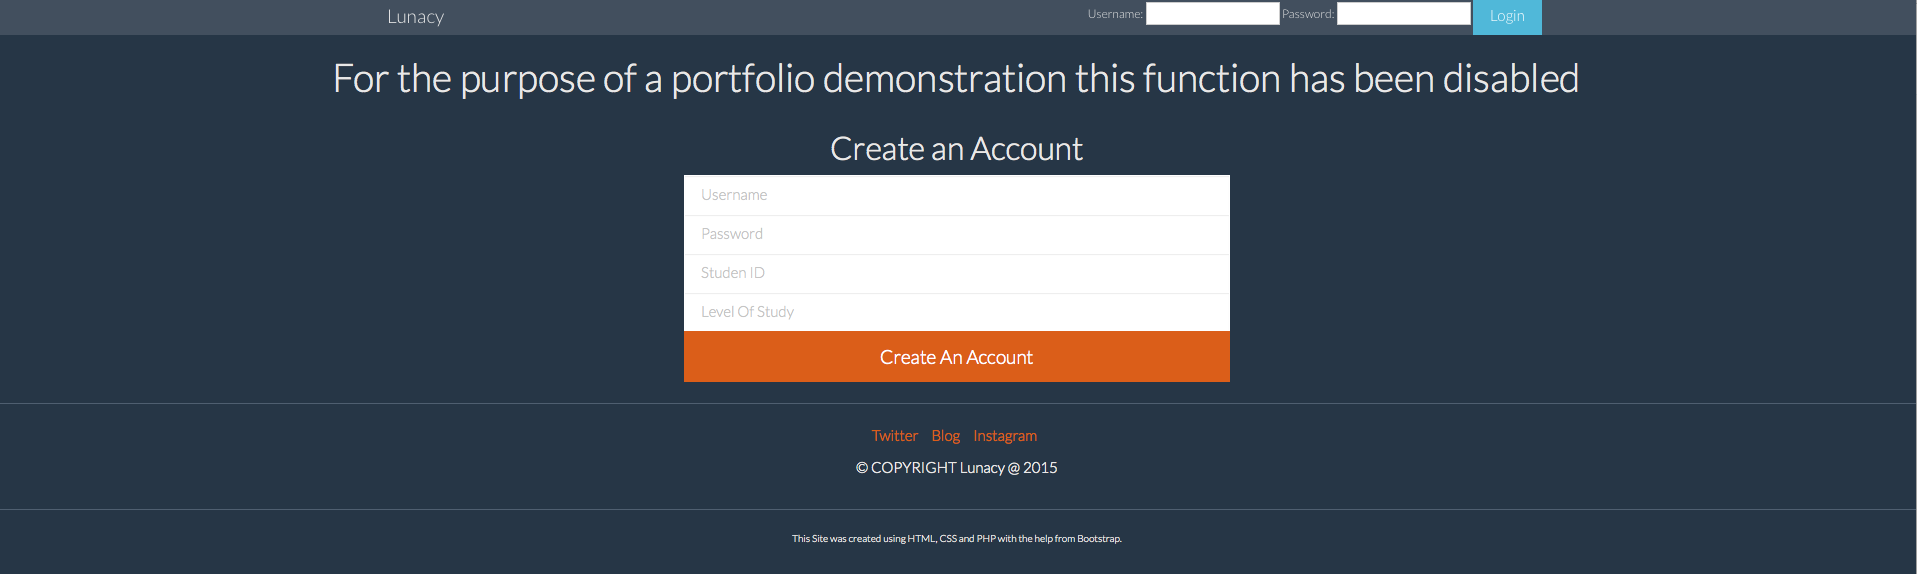 Lunacy Username: Password: Login
For the purpose of a portfolio demonstration this function has been disabled
Create an Account
Username
Password
Studen ID
Level Of Study
Create An Account
Twitter Blog Instagram
© COPYRIGHT Lunacy @ 2015
This Site was created using HTML, CSS and PHP with the help from Bootstrap.